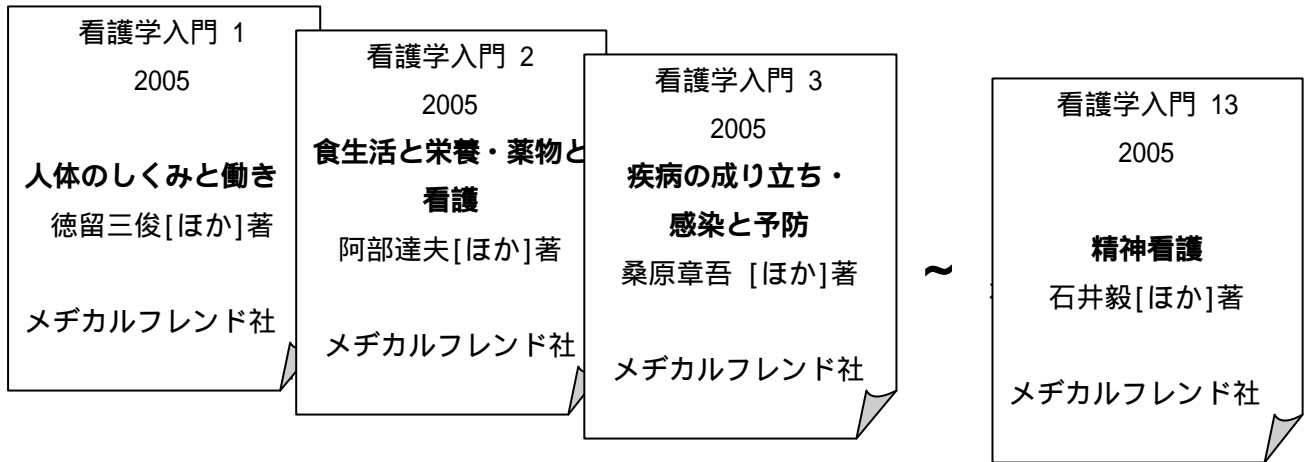 看護学入門 1
2005
人体のしくみと働き
徳留三俊[ほか]著
メヂカルフレンド社
看護学入門 2
2005
食生活と栄養・薬物と
看護
阿部達夫[ほか]著
メヂカルフレンド社
看護学入門 3
2005
疾病の成り立ち・
感染と予防
桑原章吾 [ほか]著
メヂカルフレンド社
~
看護学入門 13
2005
精神看護
石井毅[ほか]著
メヂカルフレンド社